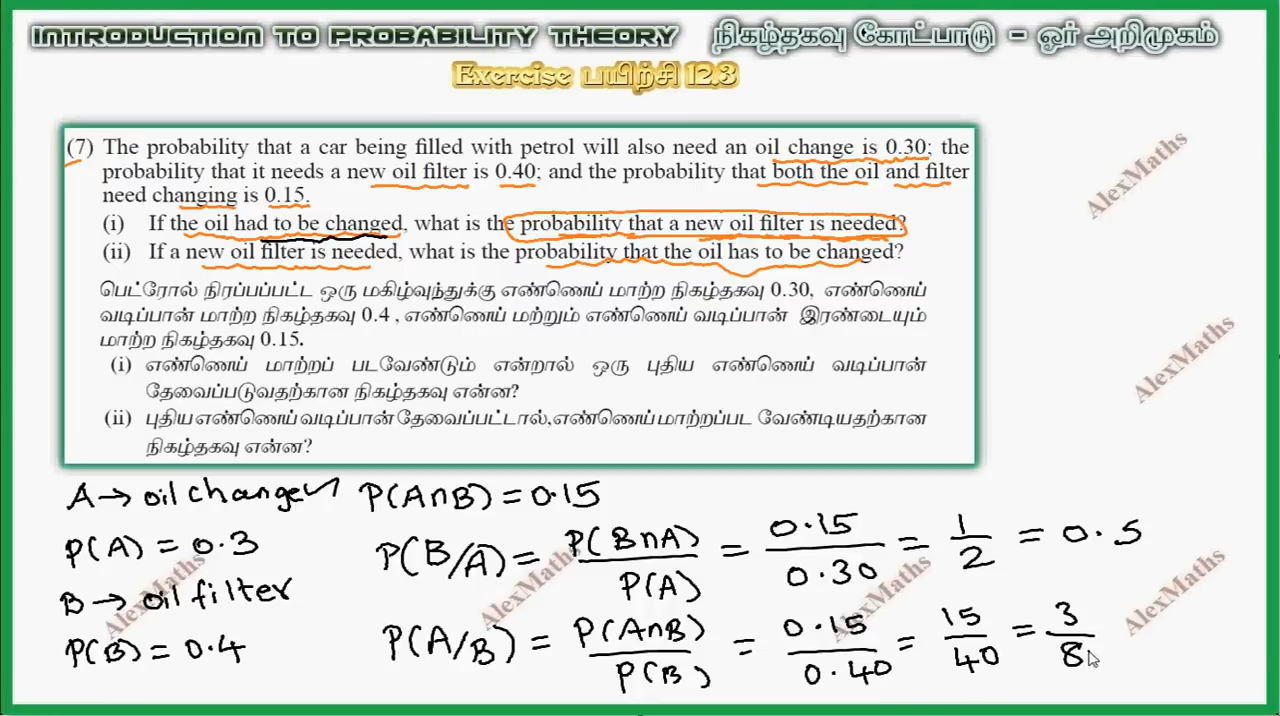 INTRODUCTION TO PROBABILITY THEORY நிகழ்தகவு கோட்பாடு – ஓர் அறிமுகம்
Exercise பயிற்சி 12.3
(7) The probability that a car being filled with petrol will also need an oil change is 0.30; the
probability that it needs a new oil filter is 0.40; and the probability that both the oil and filter
need changing is 0.15.
(i) If the oil had to be changed, what is the probability that a new oil filter is needed?
(ii) If a new oil filter is needed, what is the probability that the oil has to be changed?
பெட்ரோல் நிரப்பப்பட்ட ஒரு மகிழ்வுந்துக்கு எண்ணெய் மாற்ற நிகழ்தகவு 0.30, எண்ணெய்
வடிப்பான் மாற்ற நிகழ்தகவு 0.4 , எண்ணெய் மற்றும் எண்ணெய் வடிப்பான் இரண்டையும்
மாற்ற நிகழ்தகவு 0.15.
(i) எண்ணெய் மாற்றப் படவேண்டும் என்றால் ஒரு புதிய எண்ணெய் வடிப்பான்
தேவைப்படுவதற்கான நிகழ்தகவு என்ன?
(ii) புதிய எண்ணெய் வடிப்பான் தேவைப்பட்டால், எண்ணெய் மாற்றப்பட வேண்டியதற்கான
நிகழ்தகவு என்ன?
A → oil change ✓ P(A∩B) = 0.15
P(A) = 0.3
P(B/A) = P(B∩A)/P(A) = 0.15/0.30 = 1/2 = 0.5
B → oil filter
P(B) = 0.4
P(A/B) = P(A∩B)/P(B) = 0.15/0.40 = 15/40 = 3/8
AlexMaths
AlexMaths
AlexMaths
AlexMaths
AlexMaths
AlexMaths